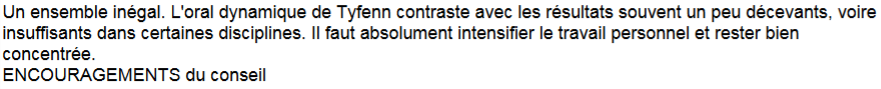 Un ensemble inégal. L'oral dynamique de Tyfenn contraste avec les résultats souvent un peu décevants, voire
insuffisants dans certaines disciplines. Il faut absolument intensifier le travail personnel et rester bien
concentrée.
ENCOURAGEMENTS du conseil